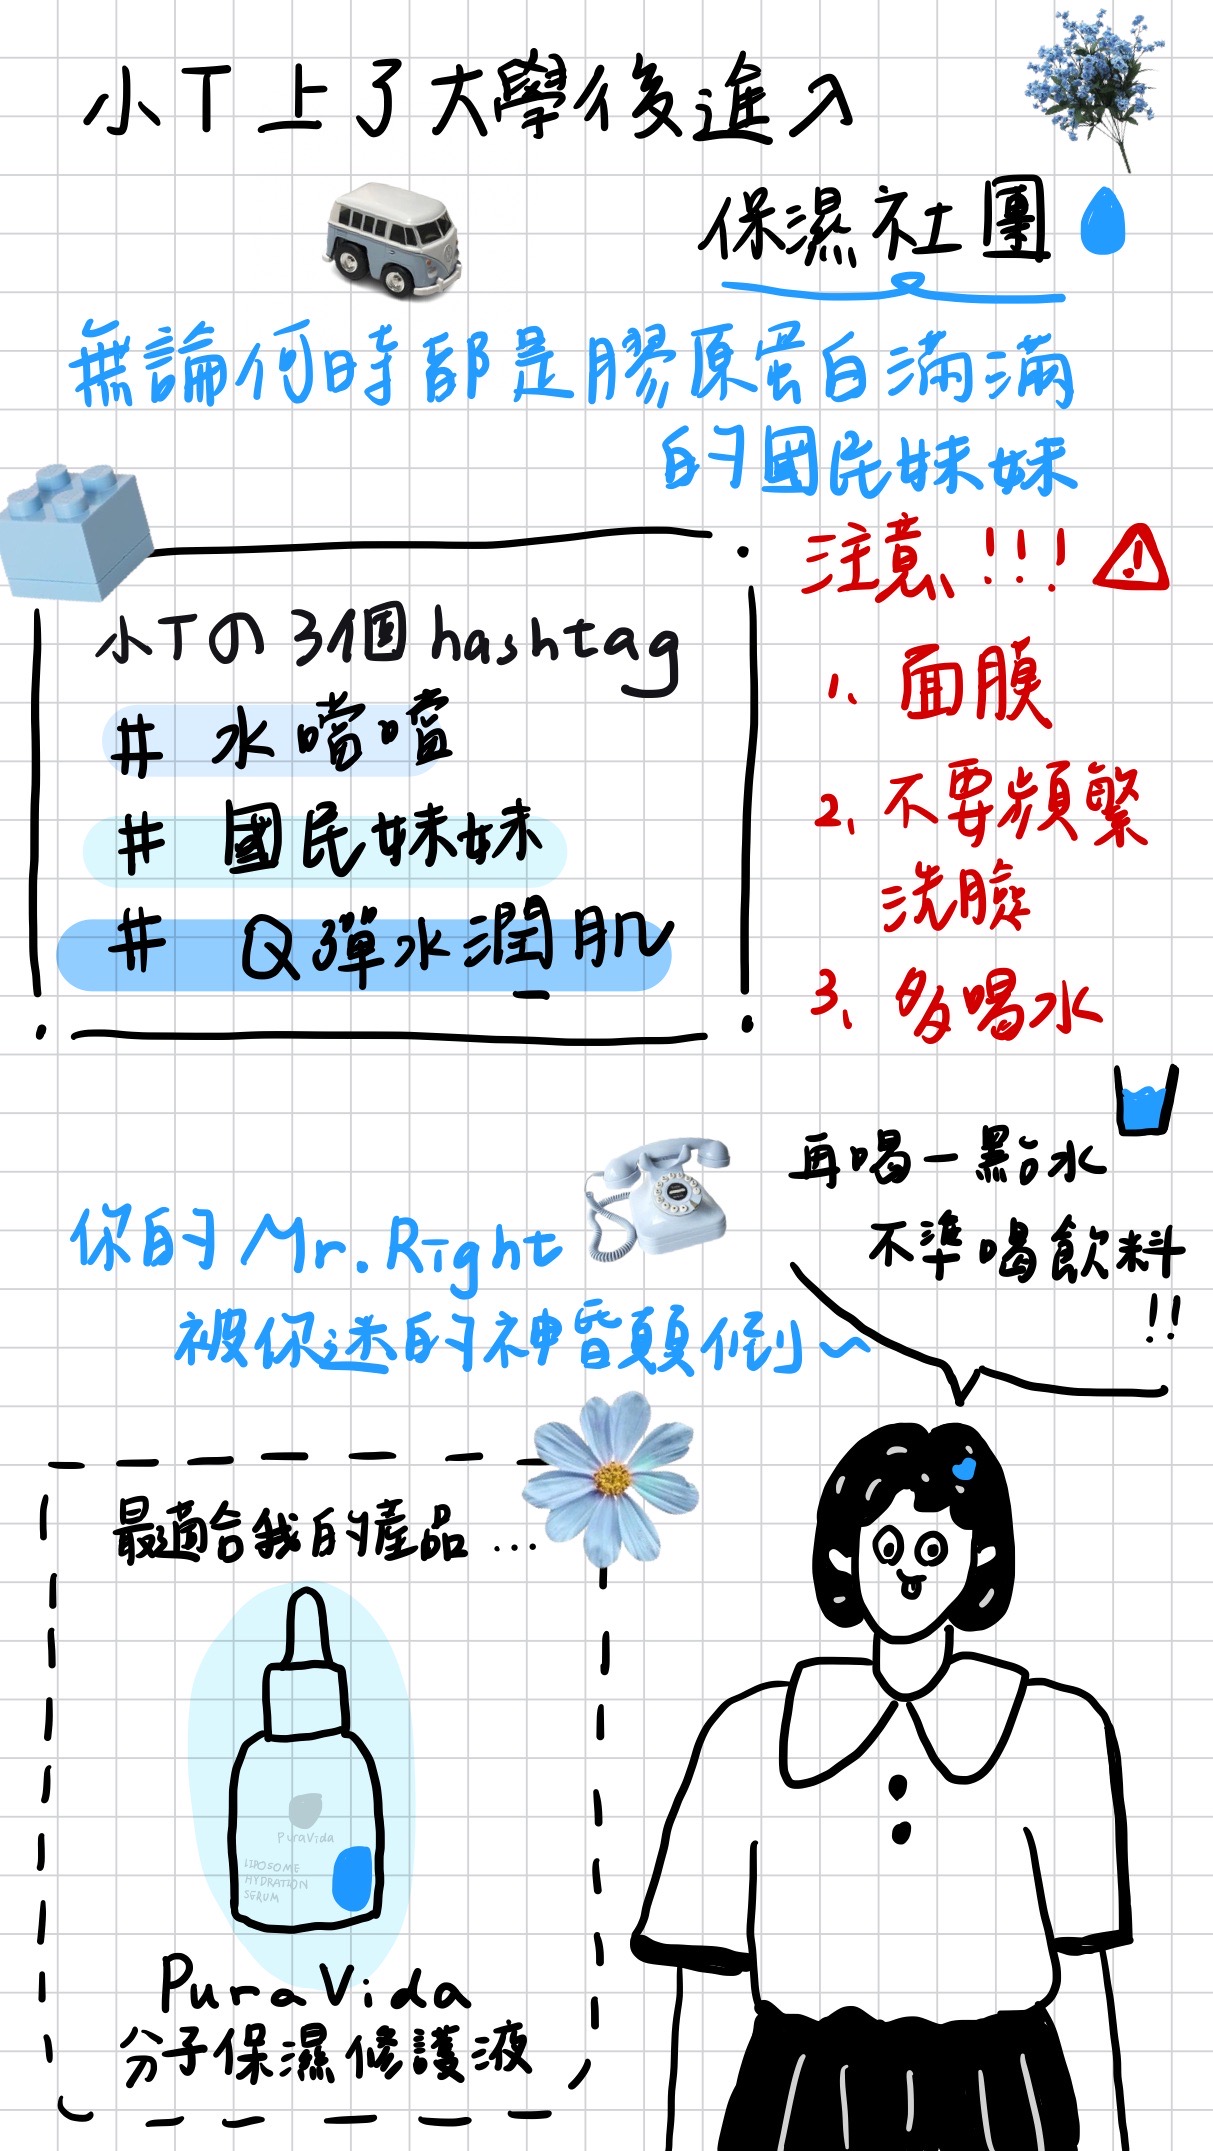 小T上了大學後進入
保濕社團
無論何時都是膠原蛋白滿滿
的國民妹妹
小Tの3個hashtag
# 水噹噹
# 國民妹妹
# Q彈水潤肌
注意!!!
!
1. 面膜
2. 不要頻繁
洗臉
3. 多喝水
再喝一點水
不準喝飲料
!!
你的Mr.Right
被你迷的神昏顛倒~
最適合我的產品...
PuraVida
LIPOSOME
HYDRATION
SERUM
PuraVida
分子保濕修護液